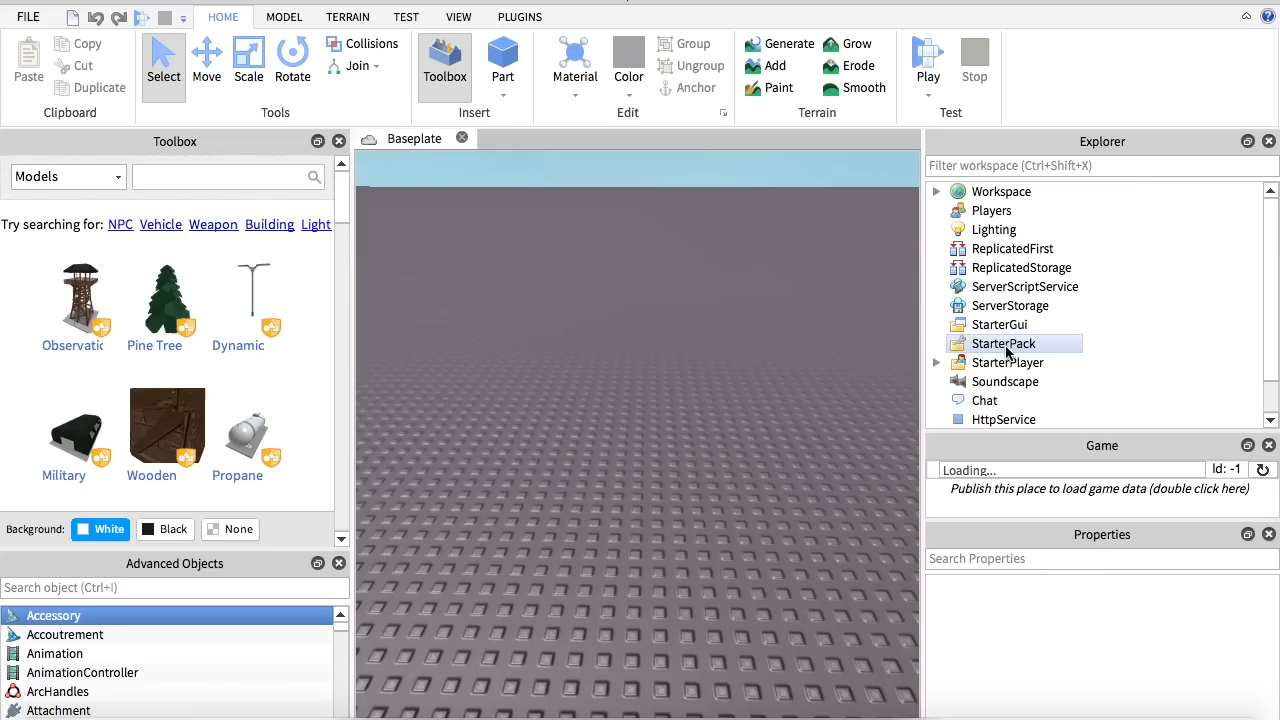 FILE HOME MODEL TERRAIN TEST VIEW PLUGINS
Paste Copy Cut Duplicate
Clipboard
Select Move Scale Rotate Collisions Join
Tools
Toolbox Part
Insert
Material Color Group Ungroup Anchor
Edit
Generate Grow
Add Erode
Paint Smooth
Terrain
Play Stop
Test
Toolbox
Models
Try searching for: NPC Vehicle Weapon Building Light
Observatic Pine Tree Dynamic
Military Wooden Propane
Background: White Black None
Advanced Objects
Search object (Ctrl+I)
Accessory
Accoutrement
Animation
AnimationController
ArcHandles
Attachment
Baseplate
Explorer
Filter workspace (Ctrl+Shift+X)
Workspace
Players
Lighting
ReplicatedFirst
ReplicatedStorage
ServerScriptService
ServerStorage
StarterGui
StarterPack
StarterPlayer
Soundscape
Chat
HttpService
Game
Loading... Id: -1
Publish this place to load game data (double click here)
Properties
Search Properties